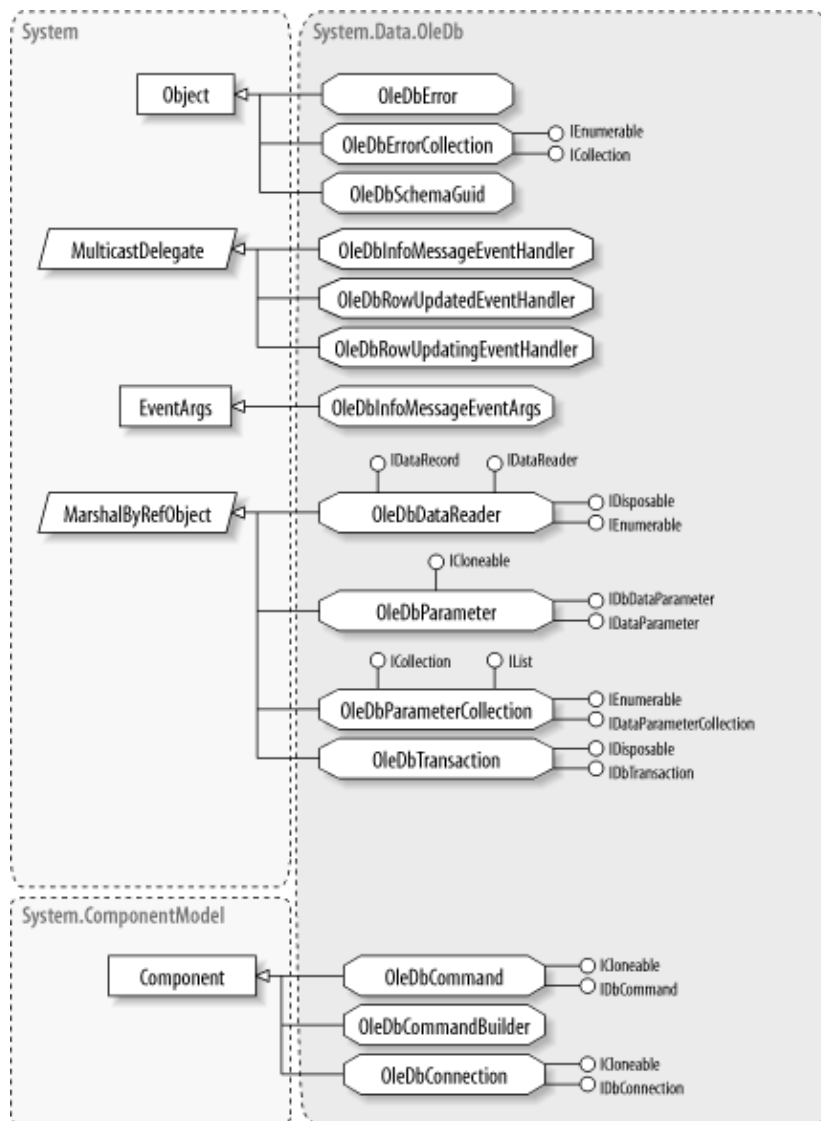 System
System.Data.OleDb
Object
OleDbError
OleDbErrorCollection
IEnumerable
ICollection
OleDbSchemaGuid
MulticastDelegate
OleDbInfoMessageEventHandler
OleDbRowUpdatedEventHandler
OleDbRowUpdatingEventHandler
EventArgs
OleDbInfoMessageEventArgs
IDataRecord
IDataReader
MarshalByRefObject
OleDbDataReader
IDisposable
IEnumerable
ICloneable
OleDbParameter
IDbDataParameter
IDataParameter
ICollection
IList
OleDbParameterCollection
IEnumerable
IDataParameterCollection
OleDbTransaction
IDisposable
IDbTransaction
System.ComponentModel
Component
OleDbCommand
ICloneable
IDbCommand
OleDbCommandBuilder
OleDbConnection
ICloneable
IDbConnection